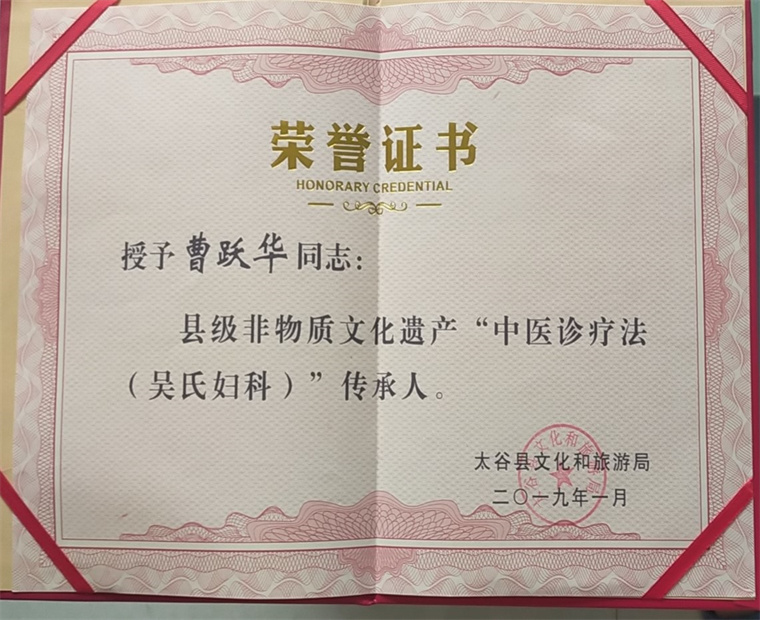 荣誉证书
HONORARY CREDENTIAL
授予曹跃华同志：
县级非物质文化遗产“中医诊疗法
（吴氏妇科）”传承人。
太谷县文化和旅游局
二〇一九年一月